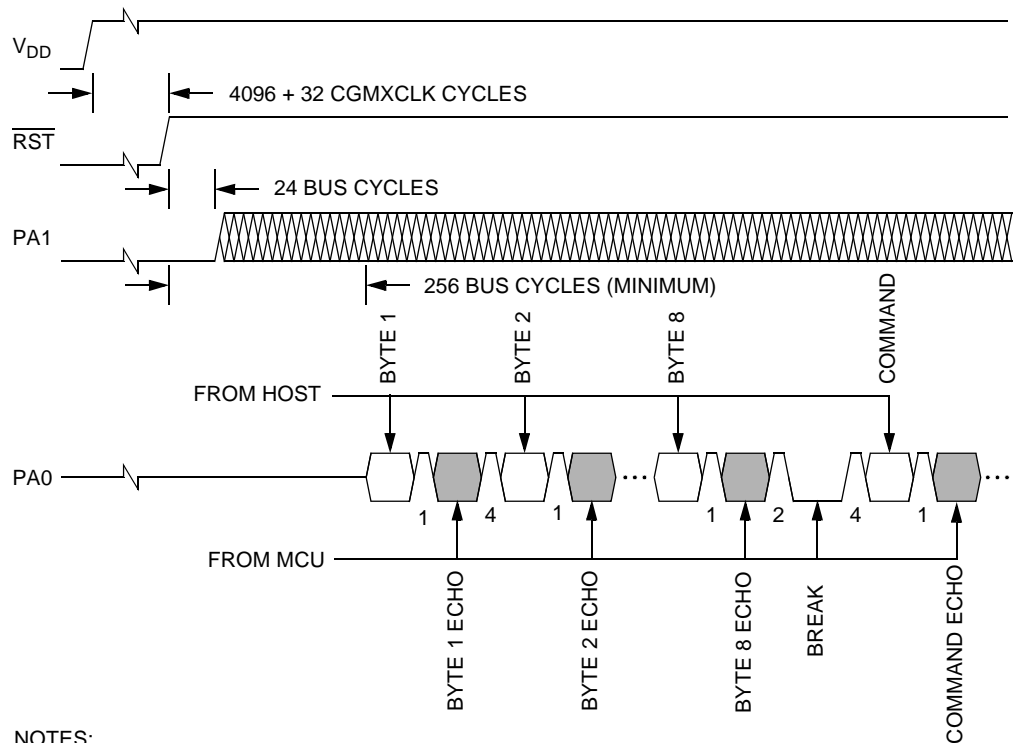 VDD
4096 + 32 CGMXCLK CYCLES
RST
24 BUS CYCLES
PA1
256 BUS CYCLES (MINIMUM)
BYTE 1
BYTE 2
BYTE 8
COMMAND
FROM HOST
PA0
1
4
1
1
2
4
1
FROM MCU
BYTE 1 ECHO
BYTE 2 ECHO
BYTE 8 ECHO
BREAK
COMMAND ECHO
NOTES: